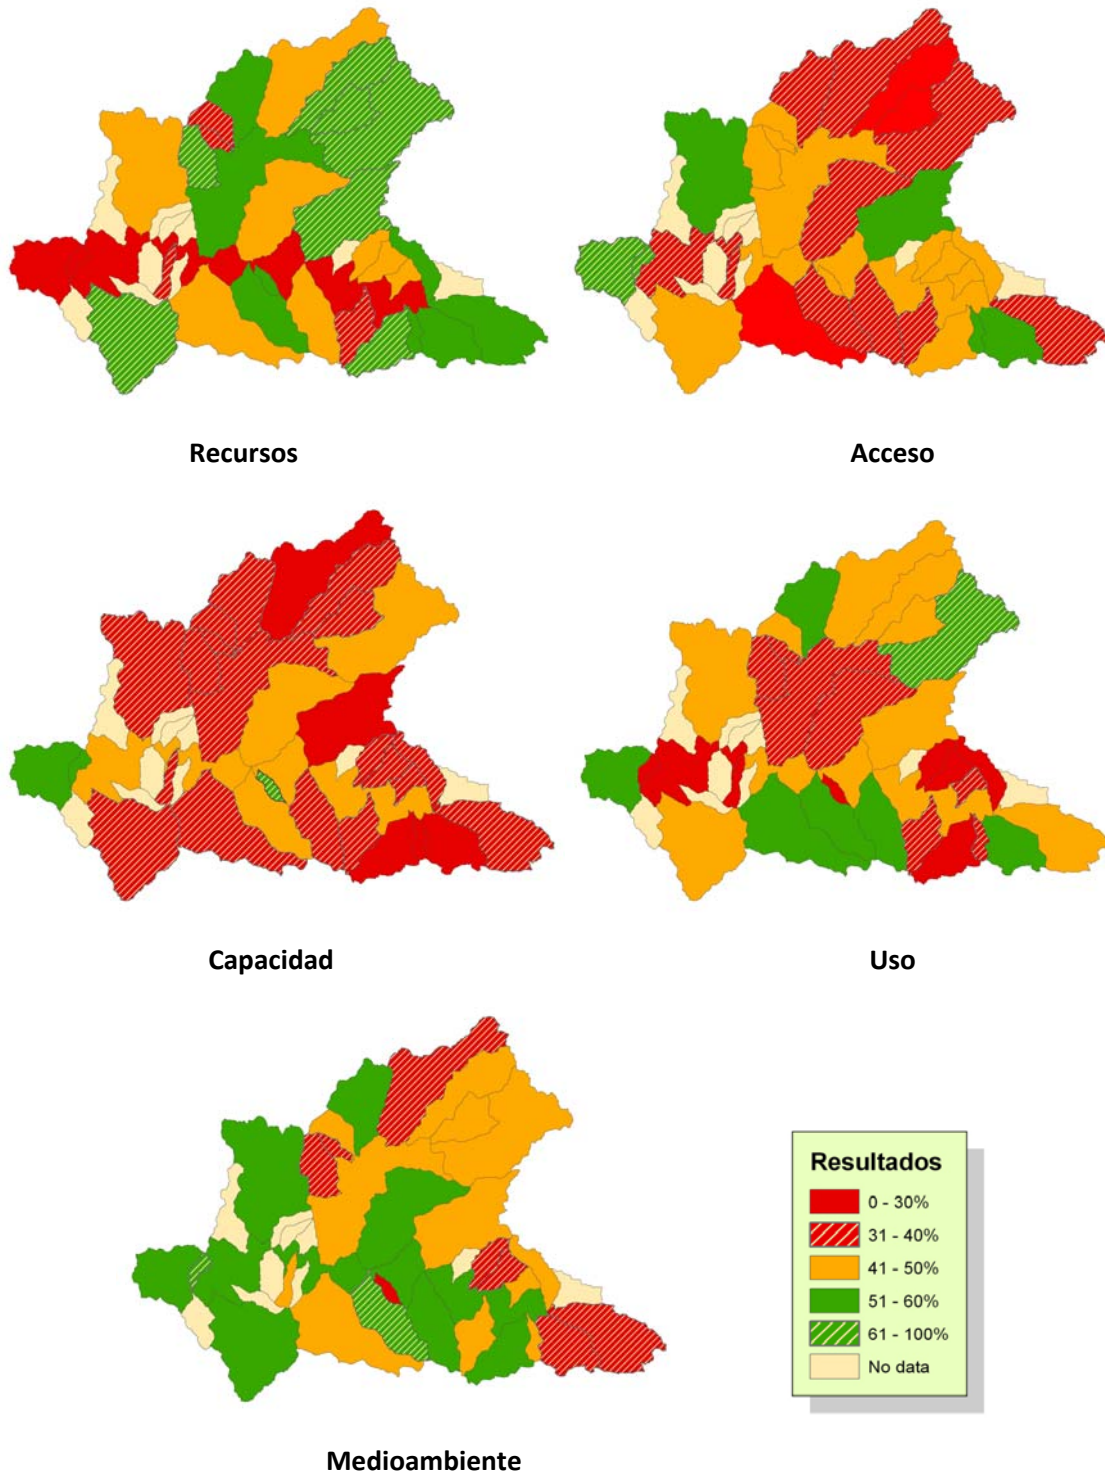 Recursos
Acceso
Capacidad
Uso
Medioambiente
Resultados
0 - 30%
31 - 40%
41 - 50%
51 - 60%
61 - 100%
No data